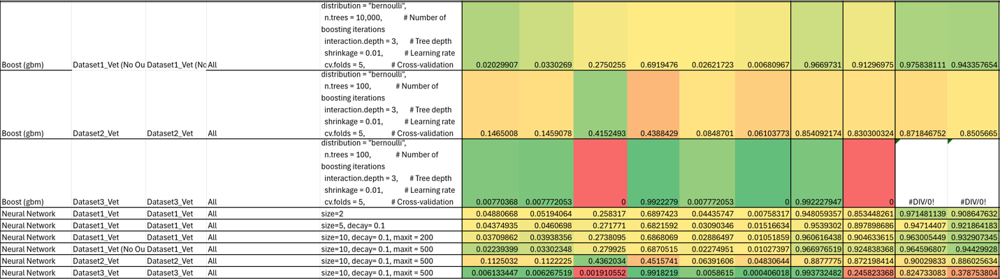 distribution = "bernoulli",
n.trees = 10,000, # Number of
boosting iterations
interaction.depth = 3, # Tree depth
shrinkage = 0.01, # Learning rate
Boost (gbm) Dataset1_Vet (No Ou Dataset1_Vet (Nc All cv.folds = 5, # Cross-validation 0.02029907 0.0330269 0.2750255 0.6919476 0.02621723 0.00680967 0.9669731 0.91296975 0.975838111 0.943357654
distribution = "bernoulli",
n.trees = 100, # Number of
boosting iterations
interaction.depth = 3, # Tree depth
shrinkage = 0.01, # Learning rate
Boost (gbm) Dataset2_Vet Dataset2_Vet All cv.folds = 5, # Cross-validation 0.1465008 0.1459078 0.4152493 0.4388429 0.0848701 0.06103773 0.854092174 0.830300324 0.871846752 0.8505665
distribution = "bernoulli",
n.trees = 100, # Number of
boosting iterations
interaction.depth = 3, # Tree depth
shrinkage = 0.01, # Learning rate
Boost (gbm) Dataset3_Vet Dataset3_Vet All cv.folds = 5, # Cross-validation 0.00770368 0.007772053 0 0.9922279 0.007772053 0 0.992227947 0 #DIV/0! #DIV/0!
Neural Network Dataset1_Vet Dataset1_Vet All size=2 0.04880668 0.05194064 0.258317 0.6897423 0.04435747 0.00758317 0.948059357 0.853448261 0.971481139 0.908647632
Neural Network Dataset1_Vet Dataset1_Vet All size=5, decay= 0.1 0.04374935 0.0460698 0.271771 0.6821592 0.03090346 0.01516634 0.9539302 0.897898686 0.94714407 0.921864183
Neural Network Dataset1_Vet Dataset1_Vet All size=10, decay= 0.1, maxit = 200 0.03709862 0.03938356 0.2738095 0.6868069 0.02886497 0.01051859 0.960616438 0.904633615 0.963005449 0.932907345
Neural Network Dataset1_Vet (No Ou Dataset1_Vet All size=10, decay= 0.1, maxit = 500 0.02239399 0.03302348 0.279925 0.6870515 0.02274951 0.01027397 0.966976519 0.924838368 0.964596807 0.94429928
Neural Network Dataset2_Vet Dataset2_Vet All size=10, decay= 0.1, maxit = 500 0.1125032 0.1122225 0.4362034 0.4515741 0.06391606 0.04830644 0.8877775 0.872198414 0.90029833 0.886025634
Neural Network Dataset3_Vet Dataset3_Vet All size=10, decay= 0.1, maxit = 500 0.006133447 0.006267519 0.001910552 0.9918219 0.0058615 0.000406018 0.993732482 0.245823368 0.824733083 0.378753804